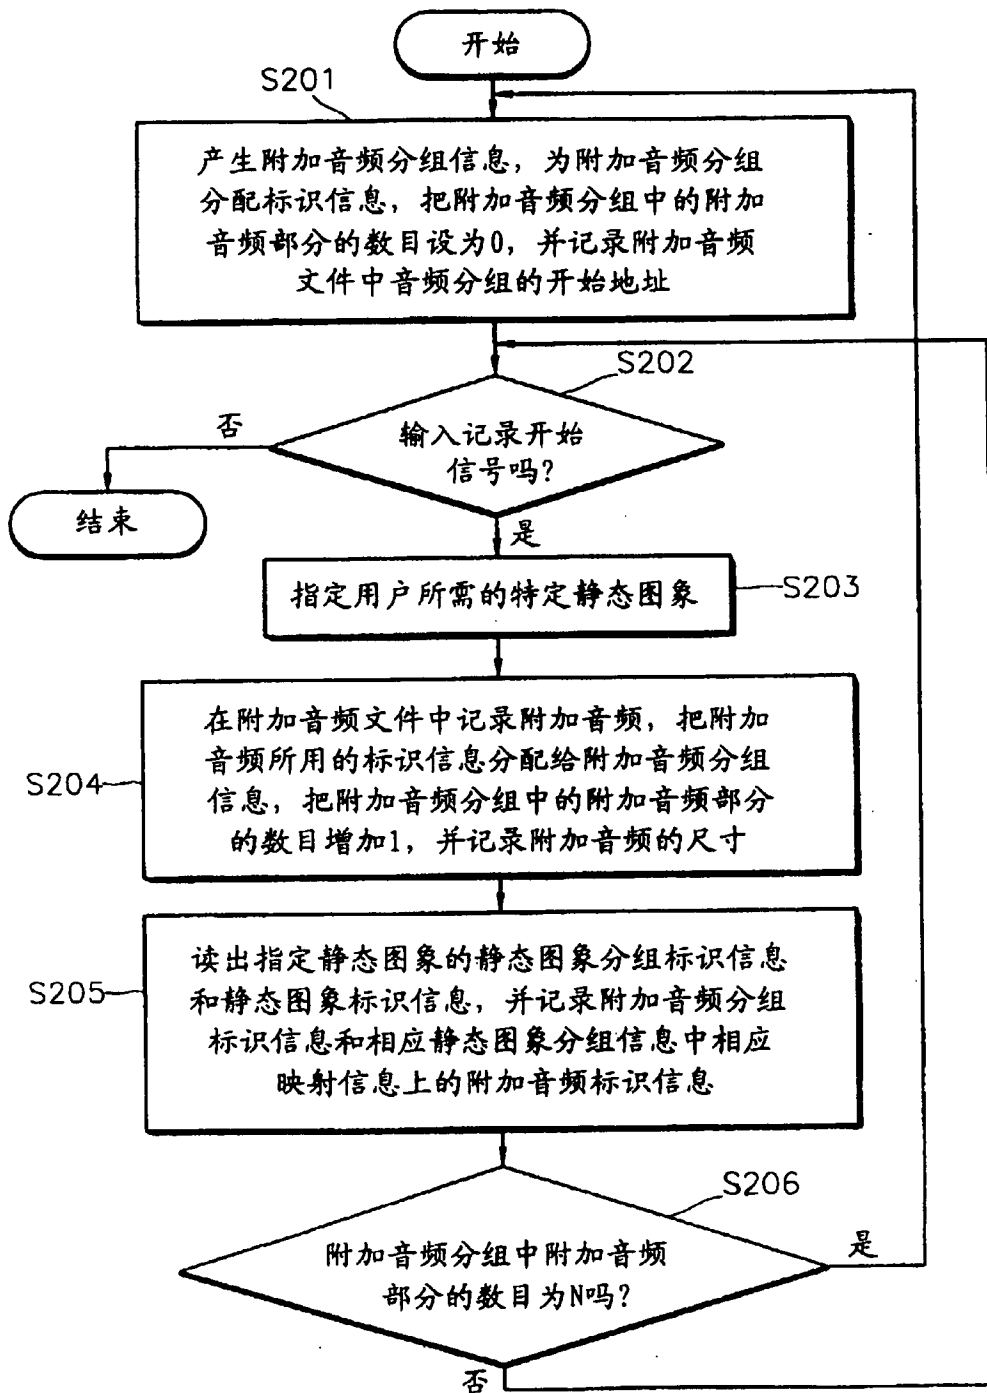 开始
S201
产生附加音频分组信息，为附加音频分组
分配标识信息，把附加音频分组中的附加
音频部分的数目设为0，并记录附加音频
文件中音频分组的开始地址
S202
否
输入记录开始
信号吗？
结束
是
指定用户所需的特定静态图象
S203
在附加音频文件中记录附加音频，把附加
音频所用的标识信息分配给附加音频分组
信息，把附加音频分组中的附加音频部分
的数目增加1，并记录附加音频的尺寸
S204
读出指定静态图象的静态图象分组标识信息
和静态图象标识信息，并记录附加音频分组
标识信息和相应静态图象分组信息中相应
映射信息上的附加音频标识信息
S205
S206
附加音频分组中附加音频
部分的数目为N吗？
是
否